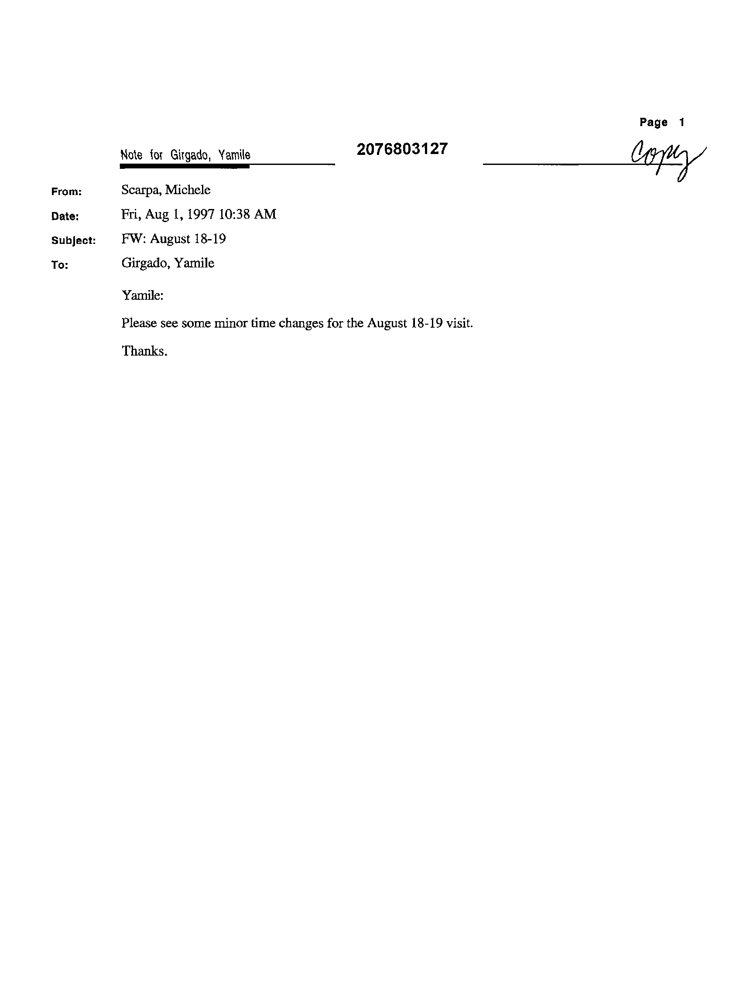 Page 1
Note for Girgado, Yamile
2076803127
Copy
From: Scarpa, Michele
Date: Fri, Aug 1, 1997 10:38 AM
Subject: FW: August 18-19
To: Girgado, Yamile
Yamile:
Please see some minor time changes for the August 18-19 visit.
Thanks.